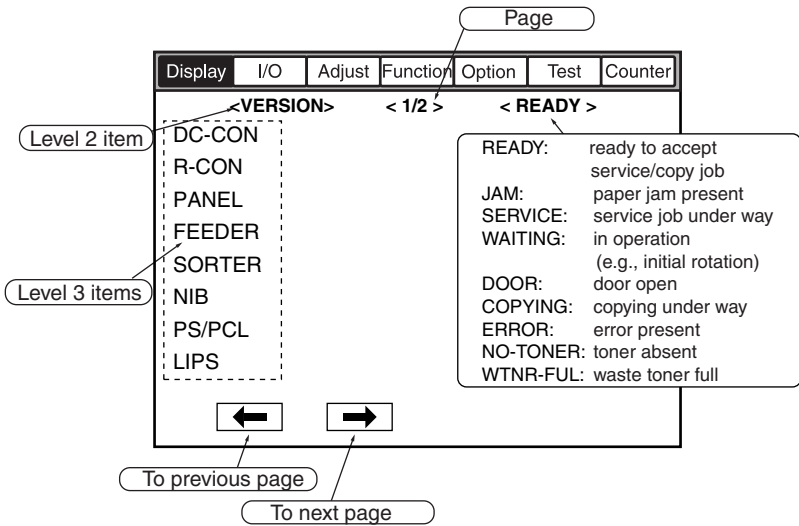 Page
Display I/O Adjust Function Option Test Counter
<VERSION> < 1/2 > < READY >
Level 2 item
DC-CON
R-CON
PANEL
FEEDER
SORTER
Level 3 items
NIB
PS/PCL
LIPS
READY: ready to accept
service/copy job
JAM: paper jam present
SERVICE: service job under way
WAITING: in operation
(e.g., initial rotation)
DOOR: door open
COPYING: copying under way
ERROR: error present
NO-TONER: toner absent
WTNR-FUL: waste toner full
To previous page
To next page